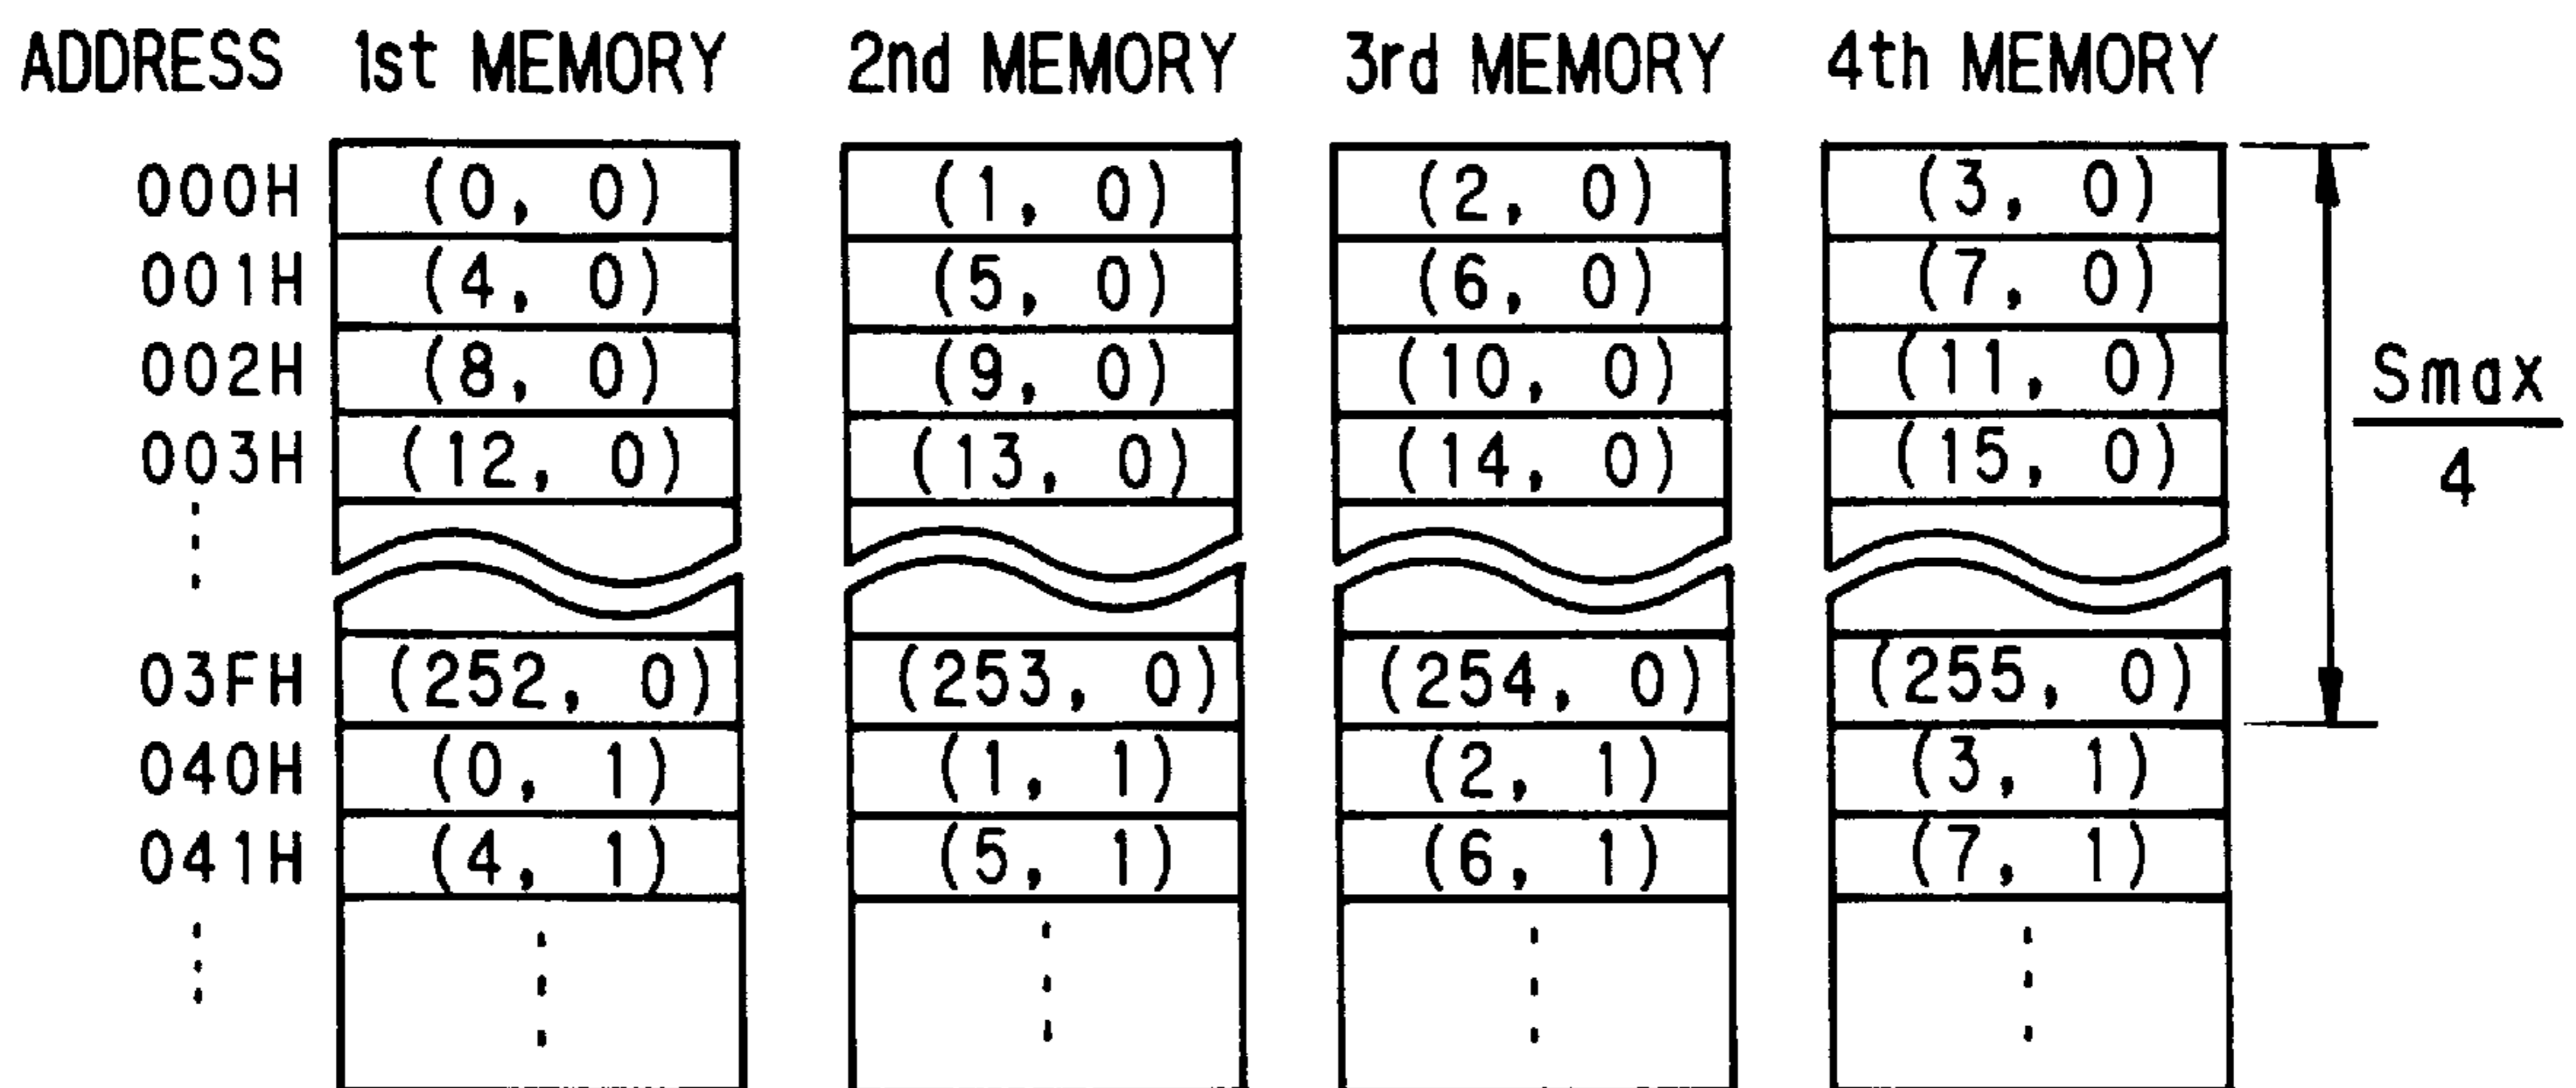 ADDRESS 1st MEMORY 2nd MEMORY 3rd MEMORY 4th MEMORY
000H (0, 0) (1, 0) (2, 0) (3, 0)
001H (4, 0) (5, 0) (6, 0) (7, 0)
002H (8, 0) (9, 0) (10, 0) (11, 0)
003H (12, 0) (13, 0) (14, 0) (15, 0)
Smax
4
03FH (252, 0) (253, 0) (254, 0) (255, 0)
040H (0, 1) (1, 1) (2, 1) (3, 1)
041H (4, 1) (5, 1) (6, 1) (7, 1)